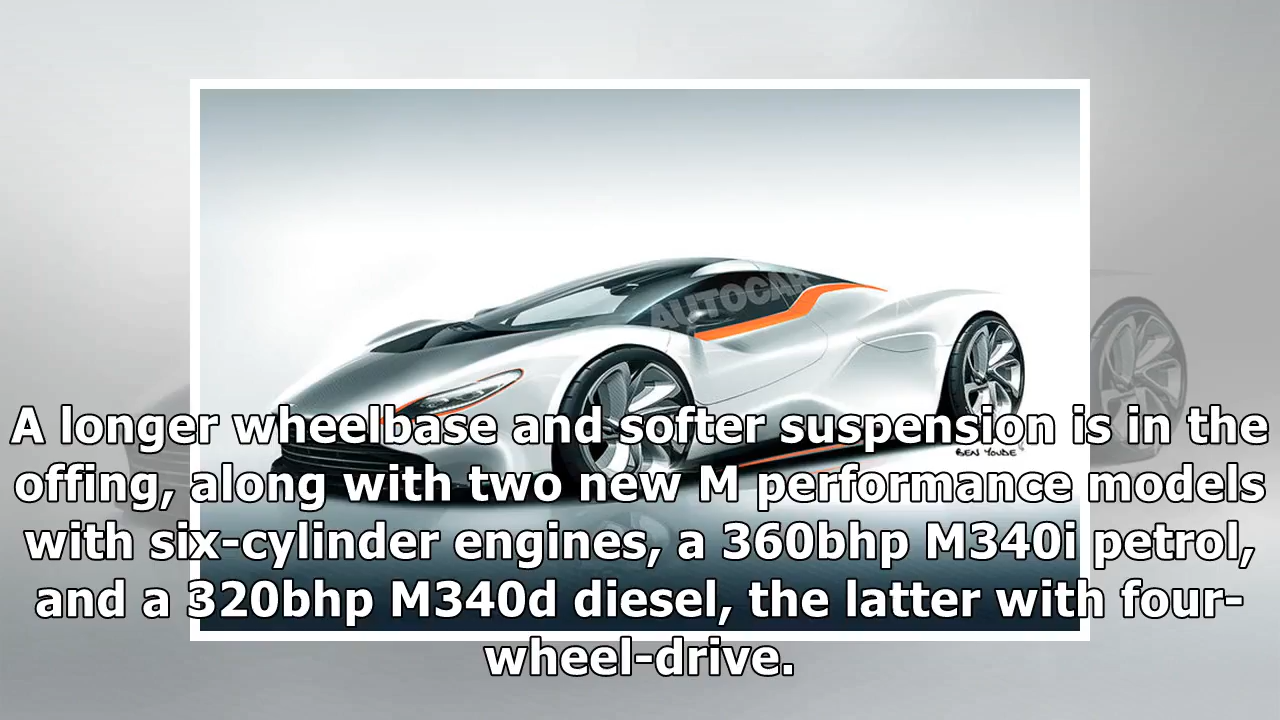 AUTOCAR
A longer wheelbase and softer suspension is in the
BEN YOUDE
offing, along with two new M performance models
with six-cylinder engines, a 360bhp M340i petrol,
and a 320bhp M340d diesel, the latter with four-
wheel-drive.